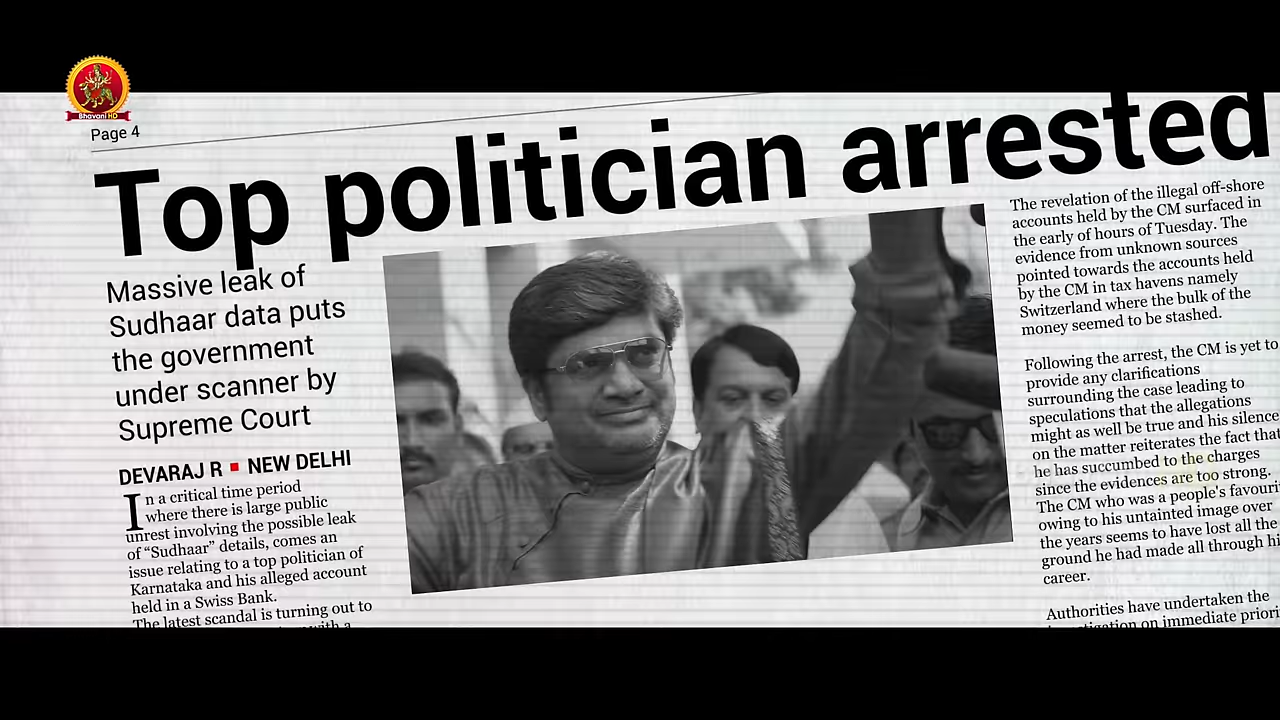 Bhavani HD
Page 4
Top politician arrested
Massive leak of
Sudhaar data puts
the government
under scanner by
Supreme Court
DEVARAJ R ▪ NEW DELHI
In a critical time period
where there is large public
unrest involving the possible leak
of “Sudhaar” details, comes an
issue relating to a top politician of
Karnataka and his alleged account
held in a Swiss Bank.
The latest scandal is turning out to
with a
The revelation of the illegal off-shore
accounts held by the CM surfaced in
the early of hours of Tuesday. The
evidence from unknown sources
pointed towards the accounts held
by the CM in tax havens namely
Switzerland where the bulk of the
money seemed to be stashed.
Following the arrest, the CM is yet to
provide any clarifications
surrounding the case leading to
speculations that the allegations
might as well be true and his silence
on the matter reiterates the fact that
he has succumbed to the charges
since the evidences are too strong.
The CM who was a people's favouri
owing to his untainted image over
the years seems to have lost all the
ground he had made all through hi
career.
Authorities have undertaken the
on immediate priori